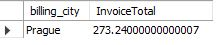 billing_city InvoiceTotal
Prague 273.24000000000007